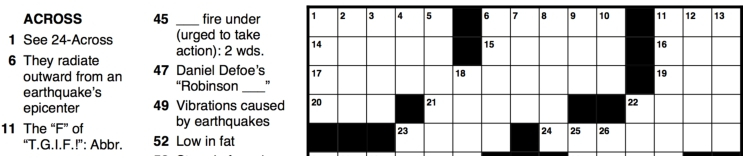 ACROSS
1 See 24-Across
6 They radiate
outward from an
earthquake's
epicenter
11 The "F" of
"T.G.I.F.!": Abbr.
45 ___ fire under
(urged to take
action): 2 wds.
47 Daniel Defoe's
"Robinson ___"
49 Vibrations caused
by earthquakes
52 Low in fat
1 2 3 4 5 6 7 8 9 10 11 12 13
14 15 16
17 18 19
20 21 22
23 24 25 26